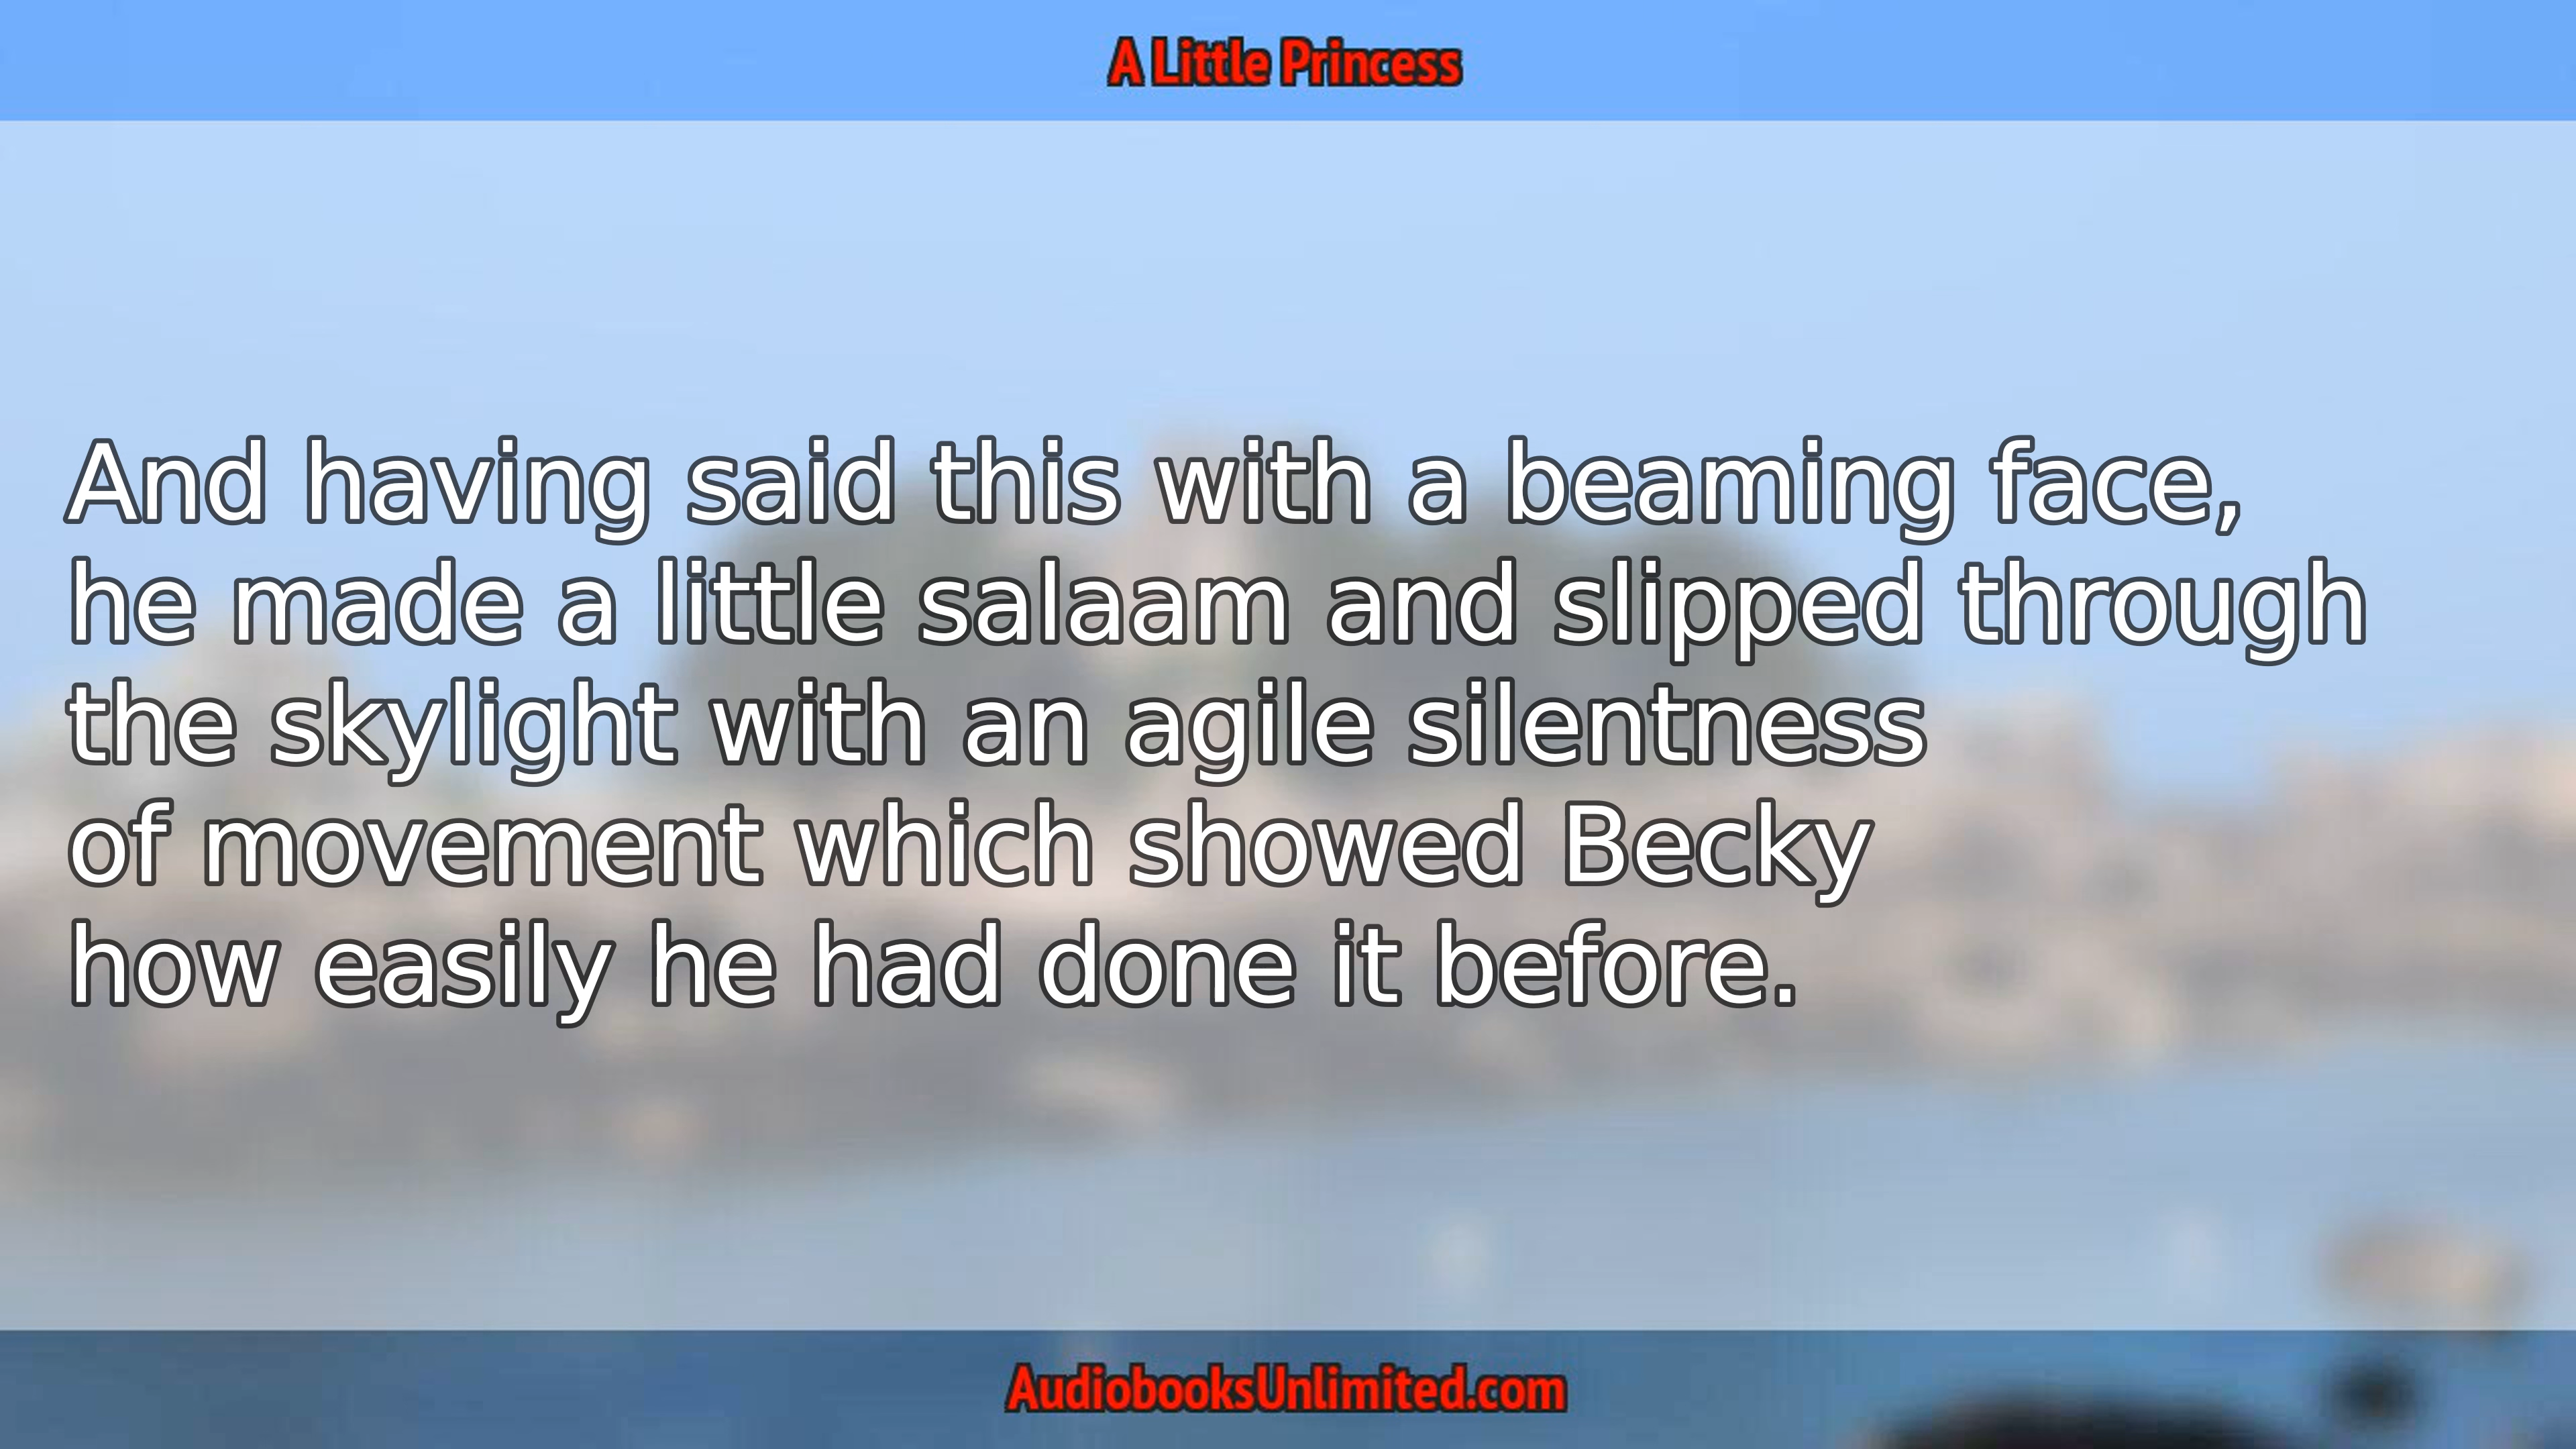 A Little Princess
And having said this with a beaming face,
he made a little salaam and slipped through
the skylight with an agile silentness
of movement which showed Becky
how easily he had done it before.
AudiobooksUnlimited.com